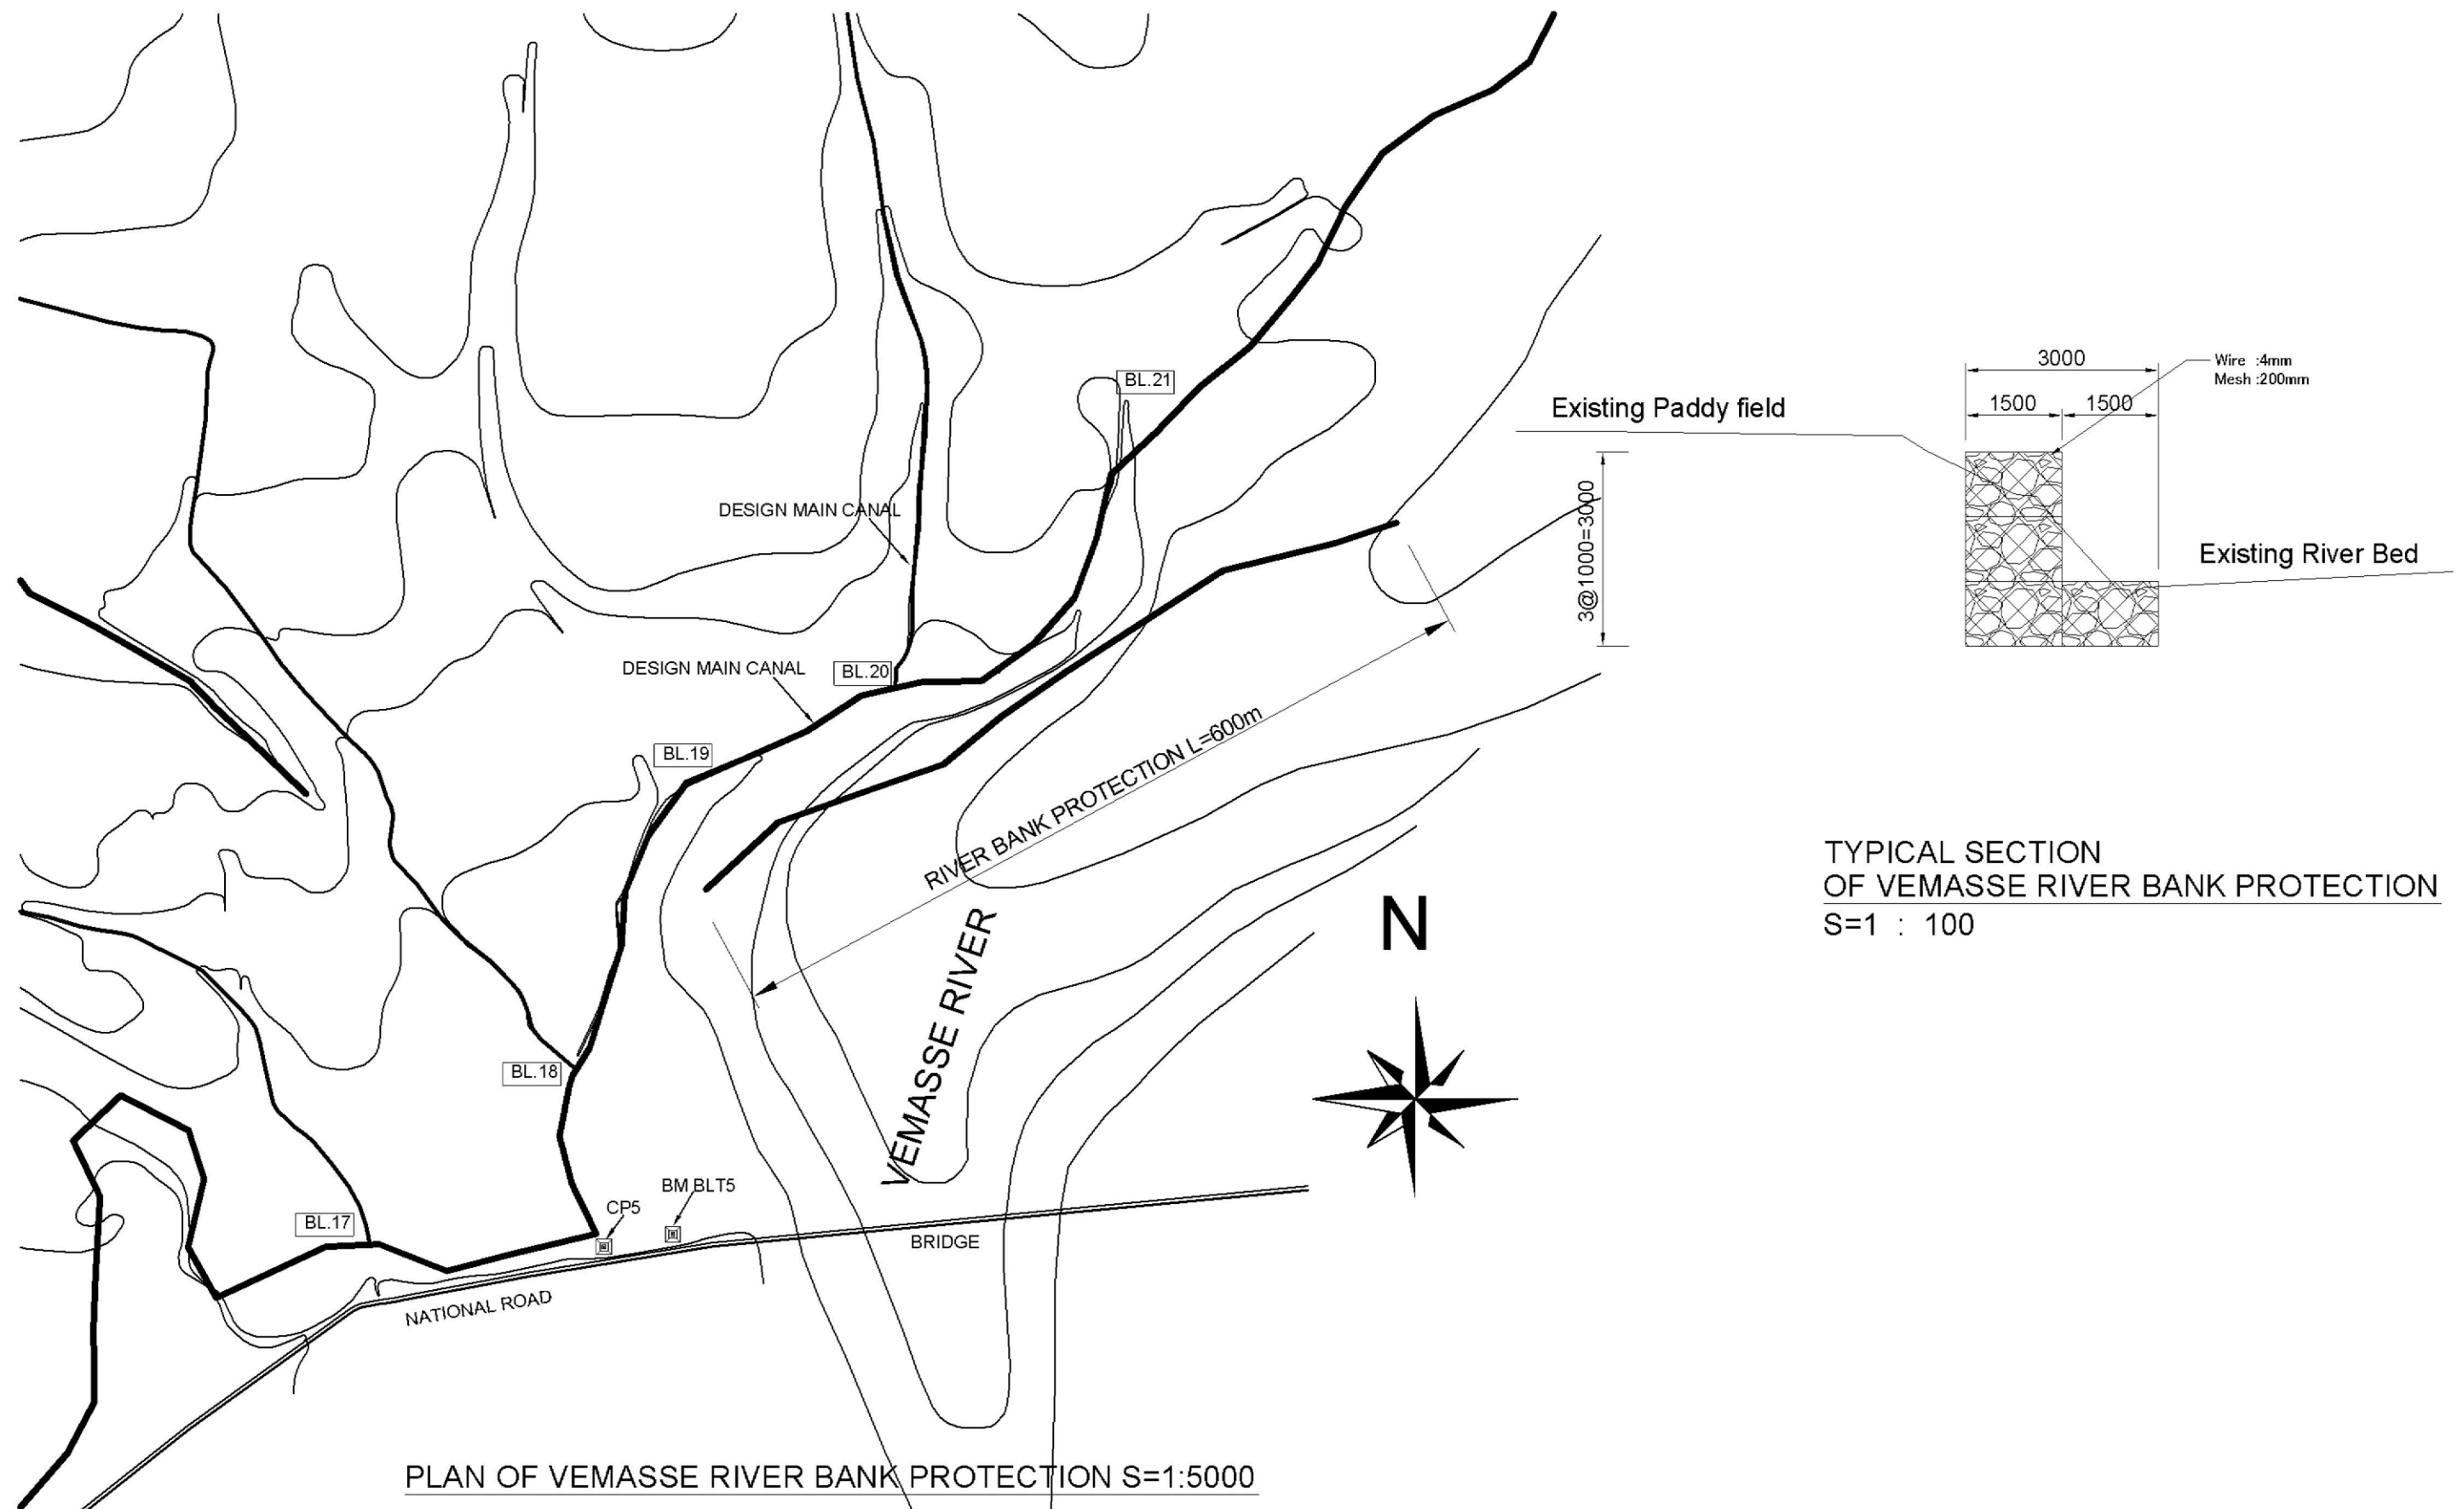 BL.21
DESIGN MAIN CANAL
DESIGN MAIN CANAL
BL.20
BL.19
RIVER BANK PROTECTION L=600m
VEMASSE RIVER
N
BL.18
BL.17
CP5
BM BLT5
BRIDGE
NATIONAL ROAD
PLAN OF VEMASSE RIVER BANK PROTECTION S=1:5000
3000
Wire :4mm
Mesh :200mm
1500
1500
Existing Paddy field
3@1000=3000
Existing River Bed
TYPICAL SECTION
OF VEMASSE RIVER BANK PROTECTION
S=1 : 100